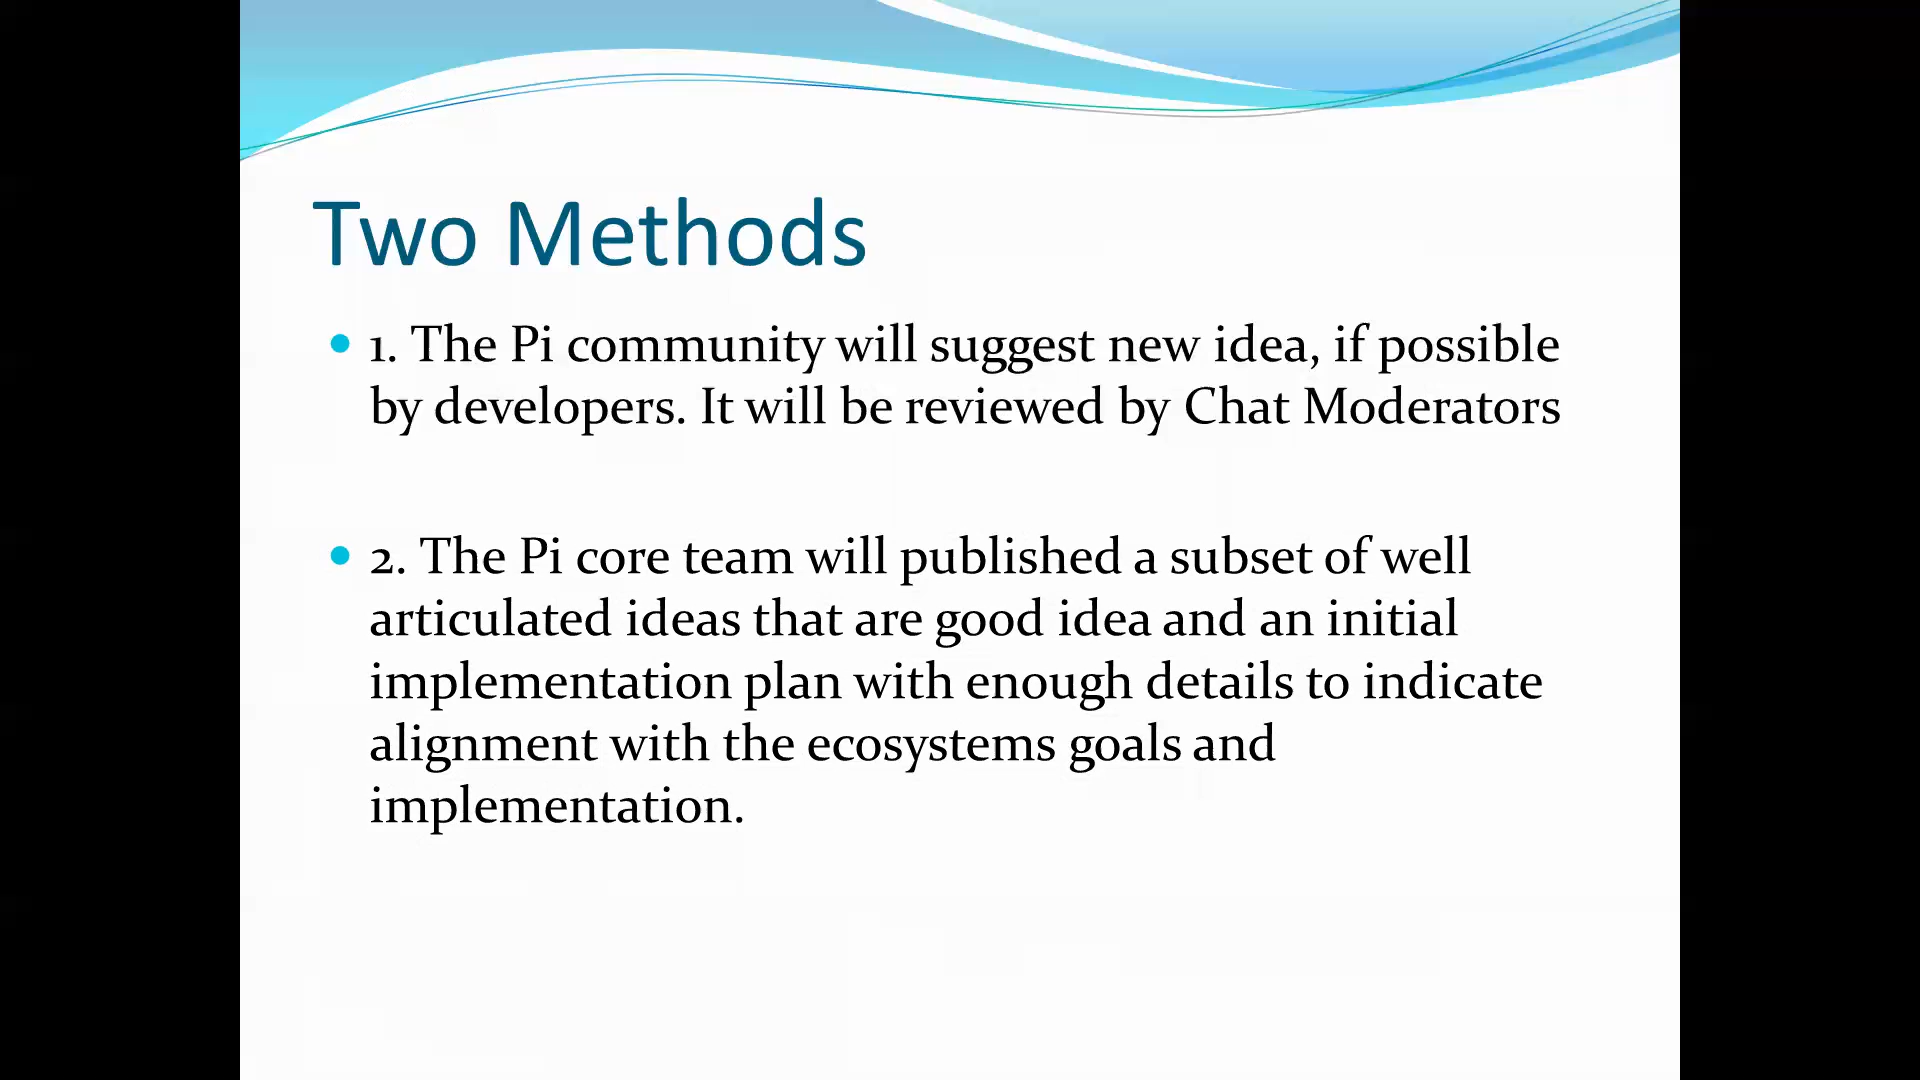 Two Methods
• 1. The Pi community will suggest new idea, if possible
by developers. It will be reviewed by Chat Moderators
• 2. The Pi core team will published a subset of well
articulated ideas that are good idea and an initial
implementation plan with enough details to indicate
alignment with the ecosystems goals and
implementation.